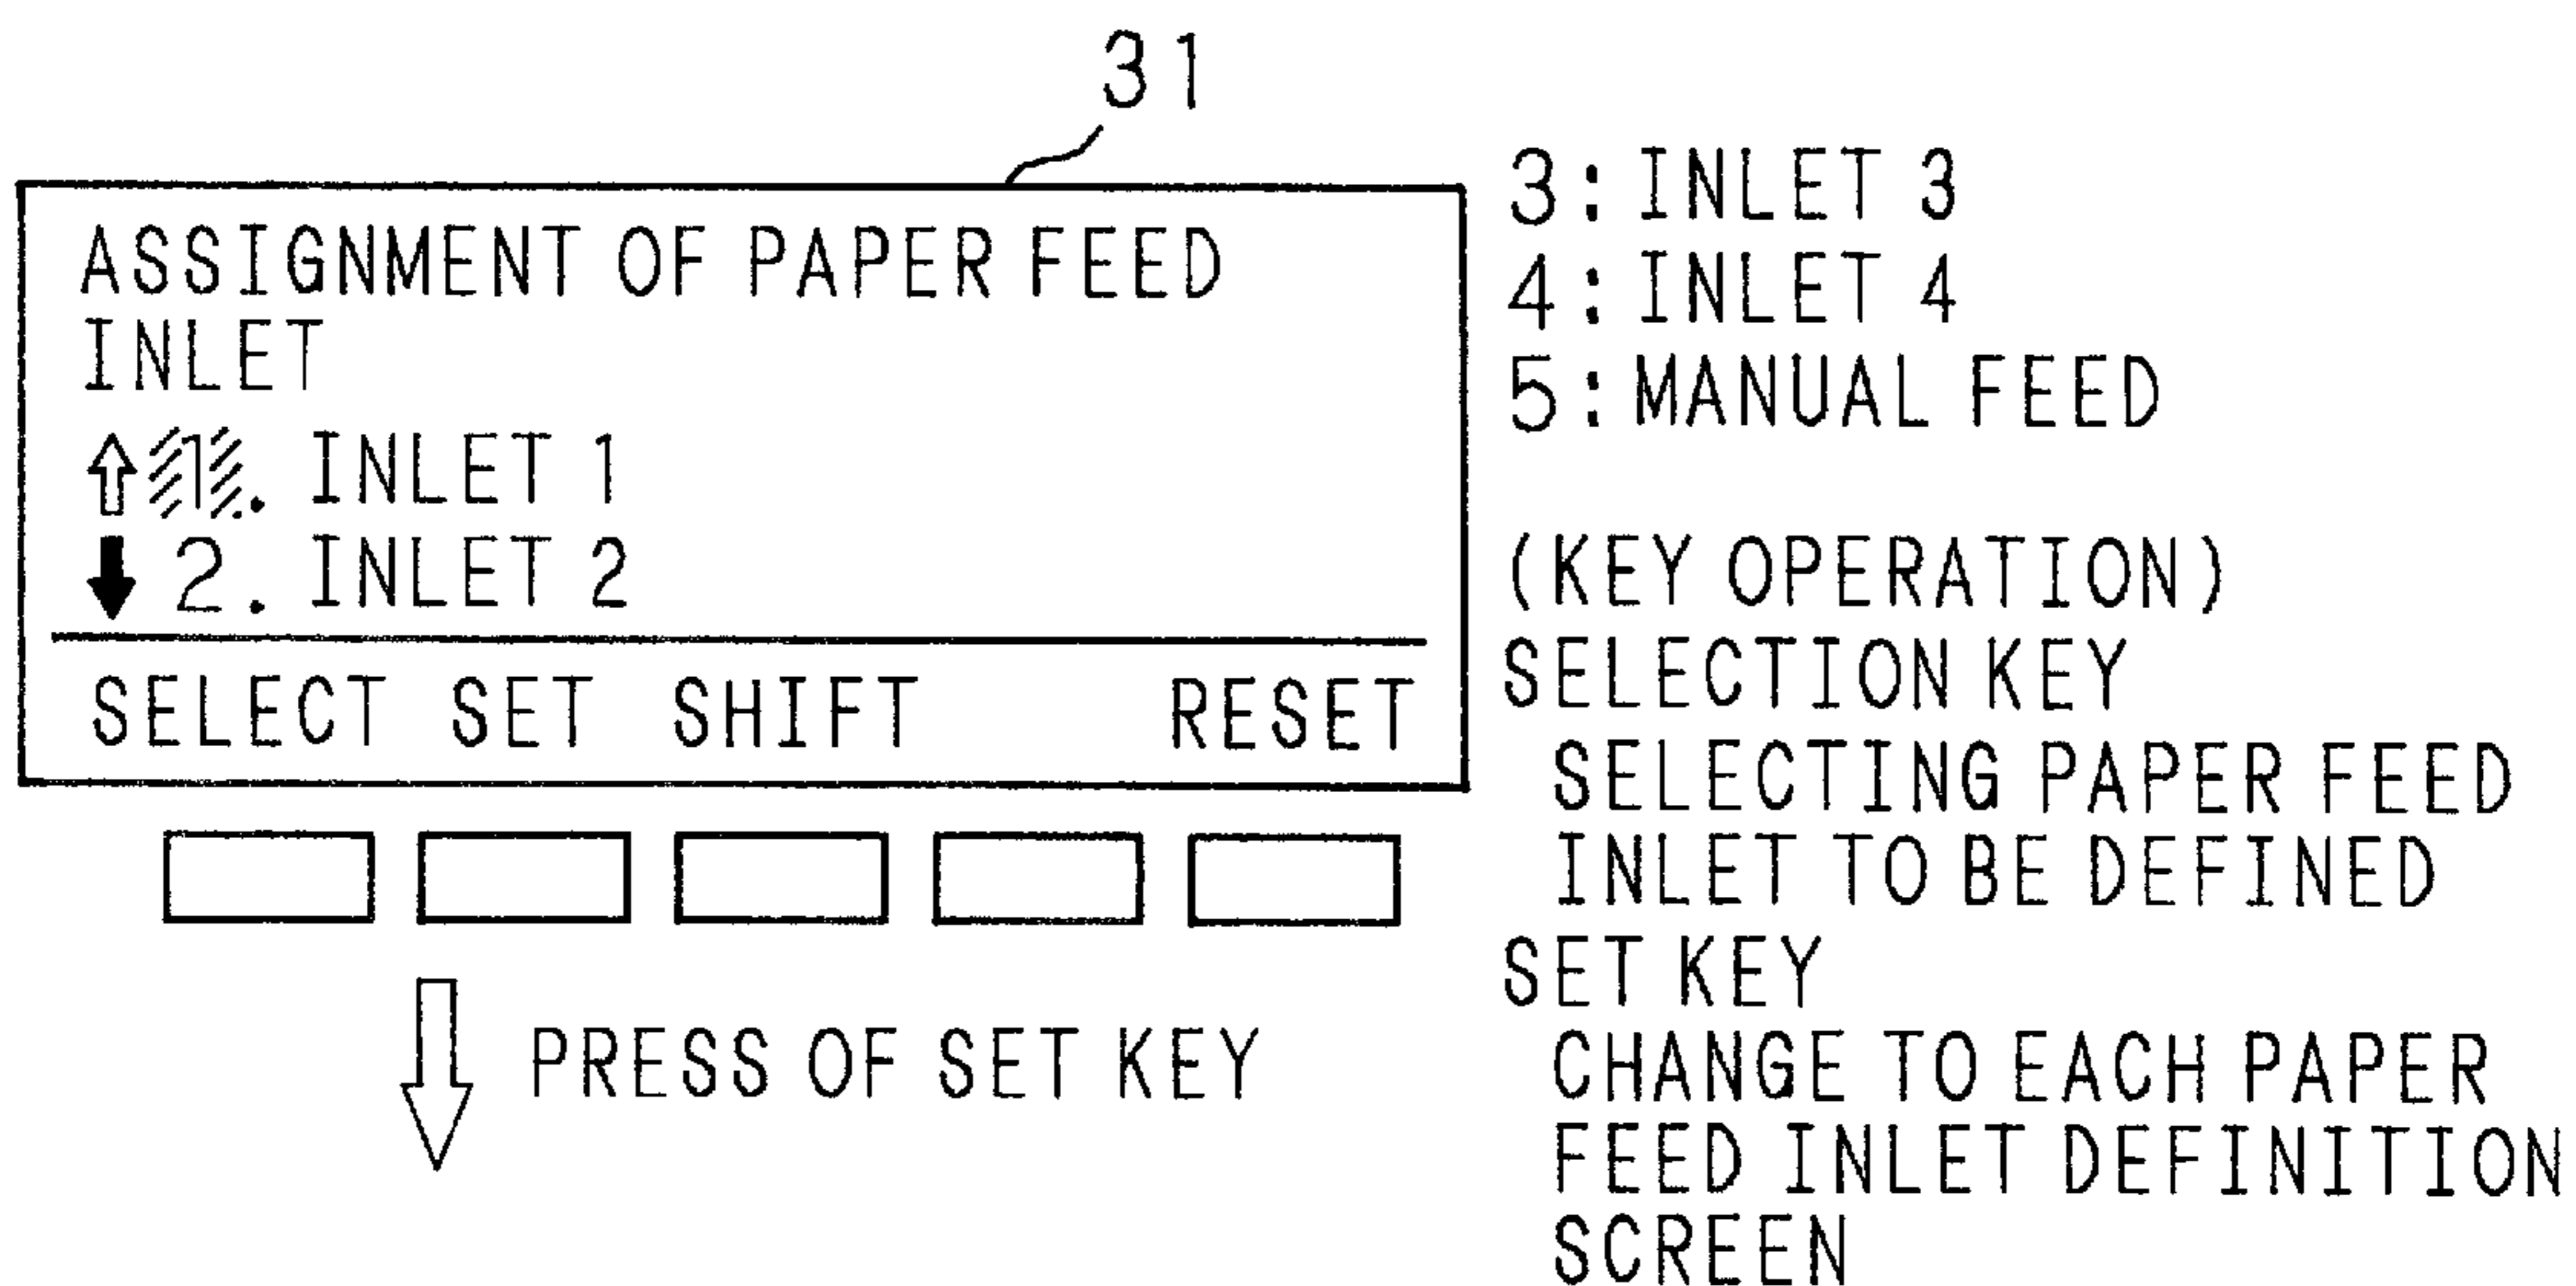 31
ASSIGNMENT OF PAPER FEED
INLET
1. INLET 1
2. INLET 2
SELECT SET SHIFT RESET
PRESS OF SET KEY
3: INLET 3
4: INLET 4
5: MANUAL FEED
(KEY OPERATION)
SELECTION KEY
SELECTING PAPER FEED
INLET TO BE DEFINED
SET KEY
CHANGE TO EACH PAPER
FEED INLET DEFINITION
SCREEN